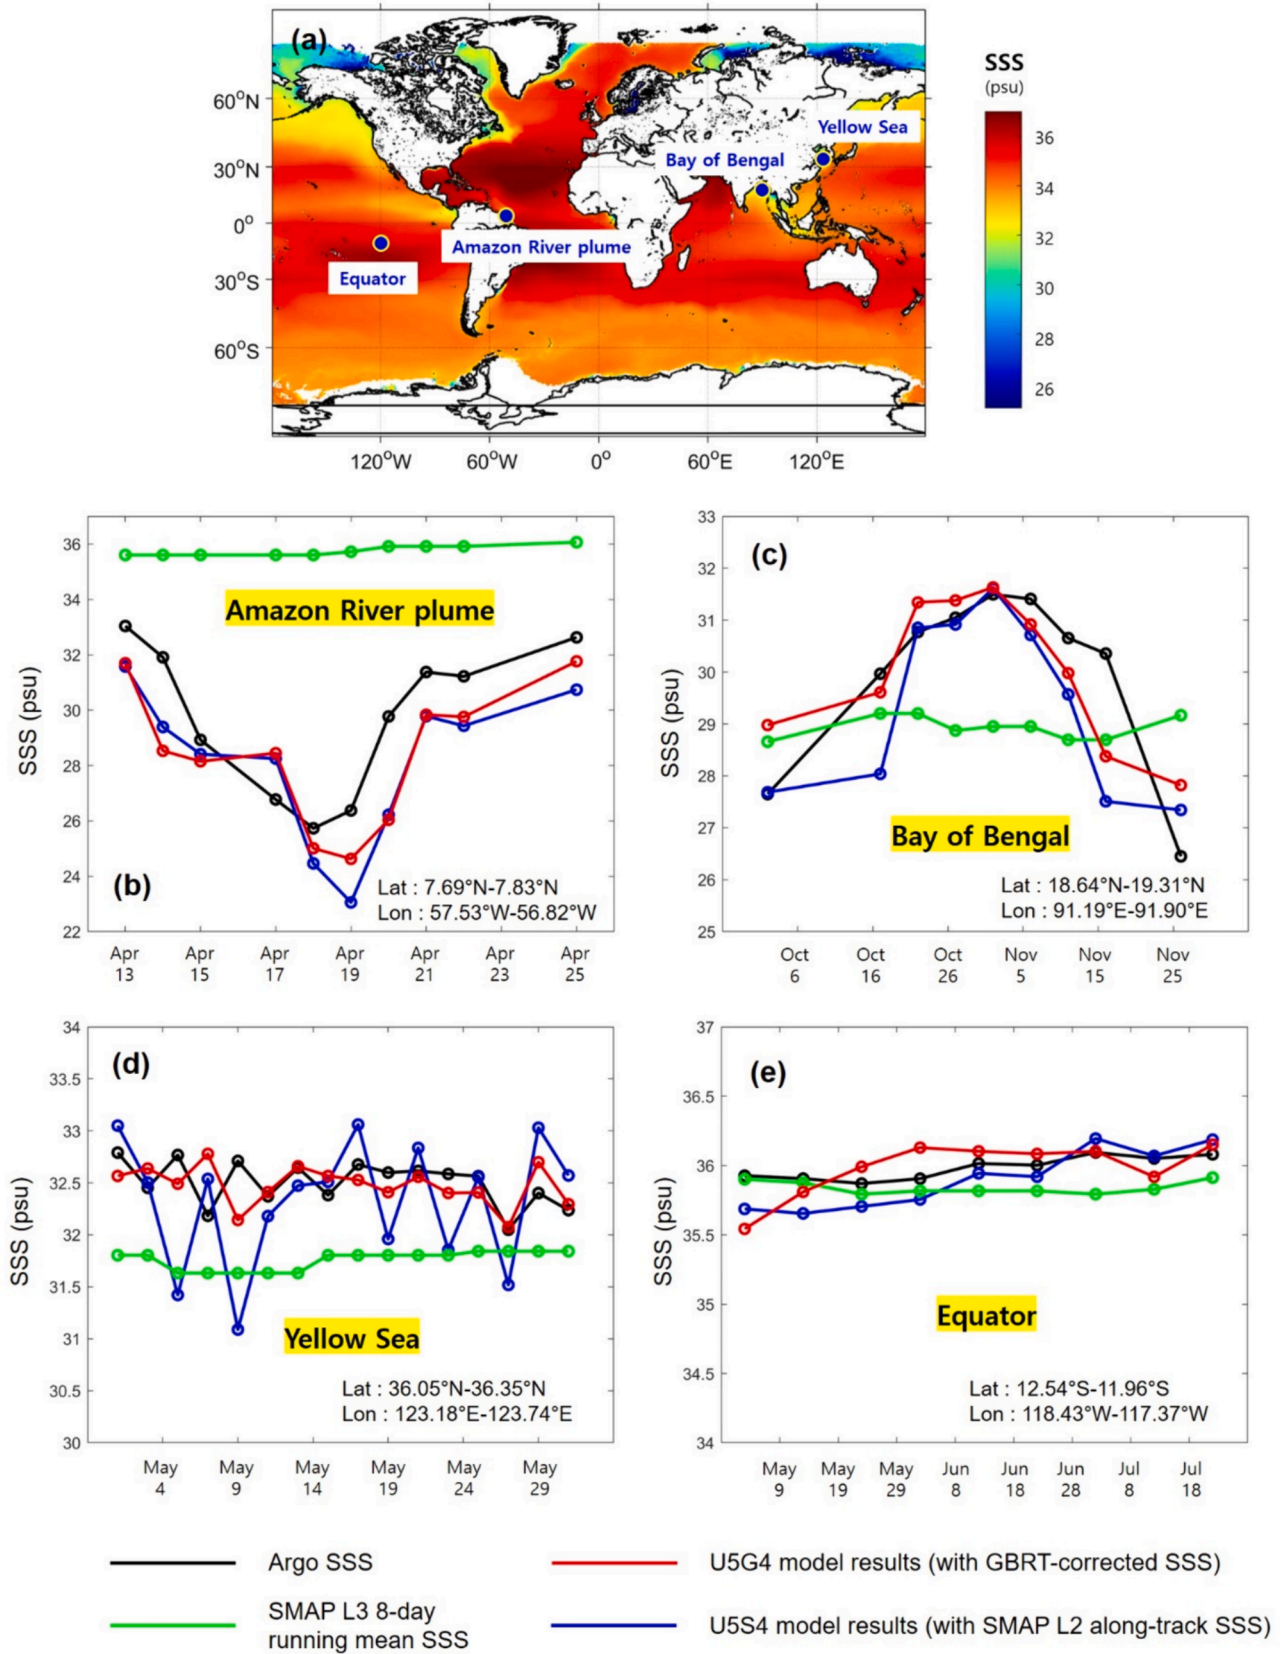 (a)
SSS
(psu)
60°N
30°N
0°
30°S
60°S
120°W 60°W 0° 60°E 120°E
Yellow Sea
Bay of Bengal
Amazon River plume
Equator
36
34
32
30
28
26
36
34
32
30
28
26
24
22
SSS (psu)
Amazon River plume
(b)
Lat : 7.69°N-7.83°N
Lon : 57.53°W-56.82°W
Apr Apr Apr Apr Apr Apr Apr
13 15 17 19 21 23 25
33
32
31
30
29
28
27
26
25
SSS (psu)
(c)
Bay of Bengal
Lat : 18.64°N-19.31°N
Lon : 91.19°E-91.90°E
Oct Oct Oct Nov Nov Nov
6 16 26 5 15 25
34
33.5
33
32.5
32
31.5
31
30.5
30
SSS (psu)
(d)
Yellow Sea
Lat : 36.05°N-36.35°N
Lon : 123.18°E-123.74°E
May May May May May May
4 9 14 19 24 29
37
36.5
36
35.5
35
34.5
34
SSS (psu)
(e)
Equator
Lat : 12.54°S-11.96°S
Lon : 118.43°W-117.37°W
May May May Jun Jun Jun Jul Jul
9 19 29 8 18 28 8 18
Argo SSS
SMAP L3 8-day
running mean SSS
U5G4 model results (with GBRT-corrected SSS)
U5S4 model results (with SMAP L2 along-track SSS)